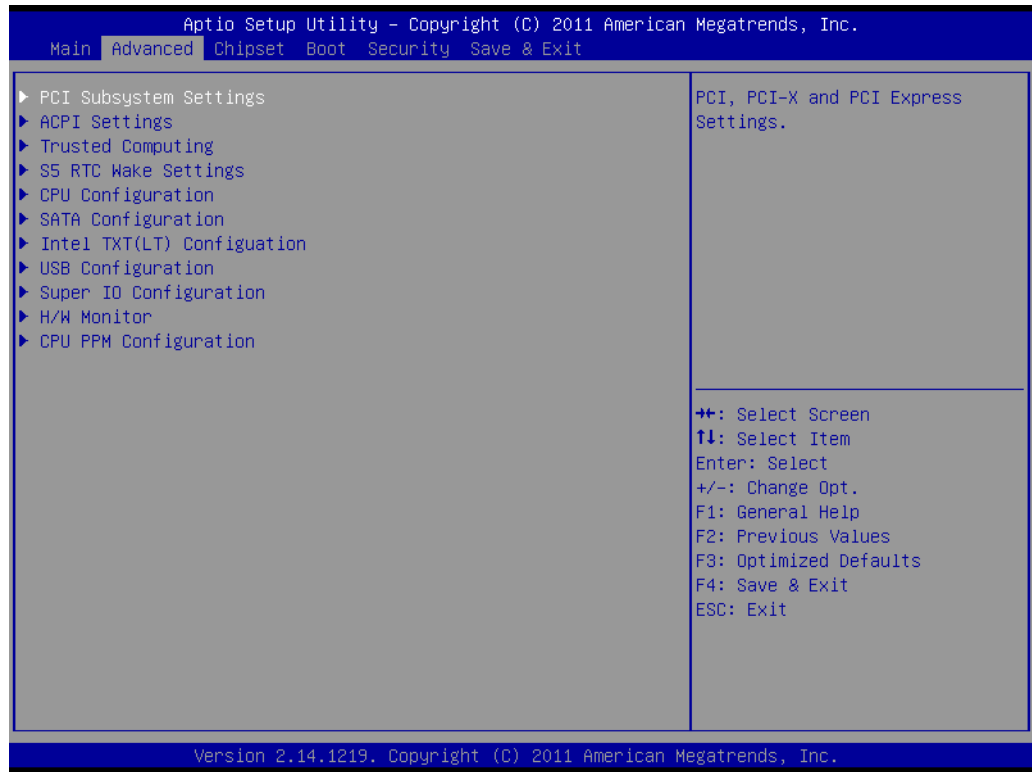 Aptio Setup Utility – Copyright (C) 2011 American Megatrends, Inc.
Main Advanced Chipset Boot Security Save & Exit
▶ PCI Subsystem Settings
▶ ACPI Settings
▶ Trusted Computing
▶ S5 RTC Wake Settings
▶ CPU Configuration
▶ SATA Configuration
▶ Intel TXT(LT) Configuation
▶ USB Configuration
▶ Super IO Configuration
▶ H/W Monitor
▶ CPU PPM Configuration
PCI, PCI-X and PCI Express
Settings.
→←: Select Screen
↑↓: Select Item
Enter: Select
+/-: Change Opt.
F1: General Help
F2: Previous Values
F3: Optimized Defaults
F4: Save & Exit
ESC: Exit
Version 2.14.1219. Copyright (C) 2011 American Megatrends, Inc.